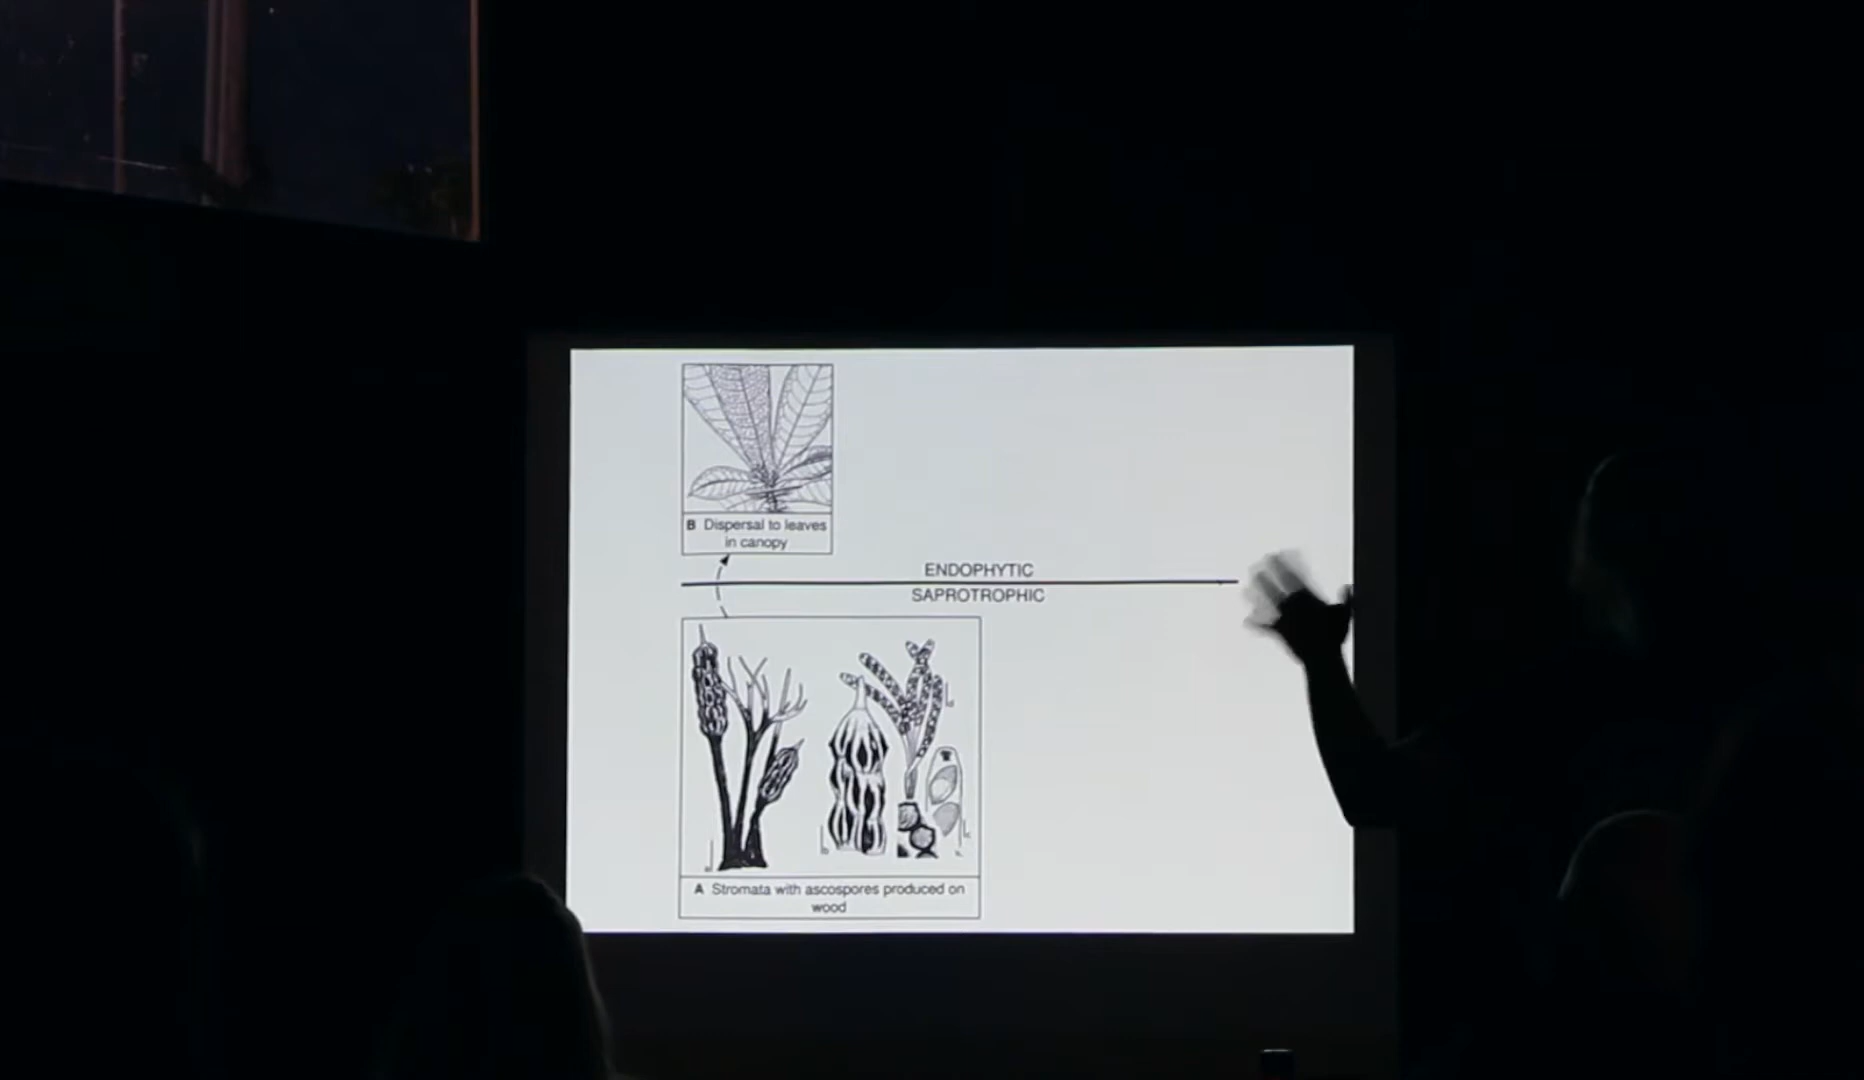 B Dispersal to leaves
in canopy
ENDOPHYTIC
SAPROTROPHIC
A Stromata with ascospores produced on
wood